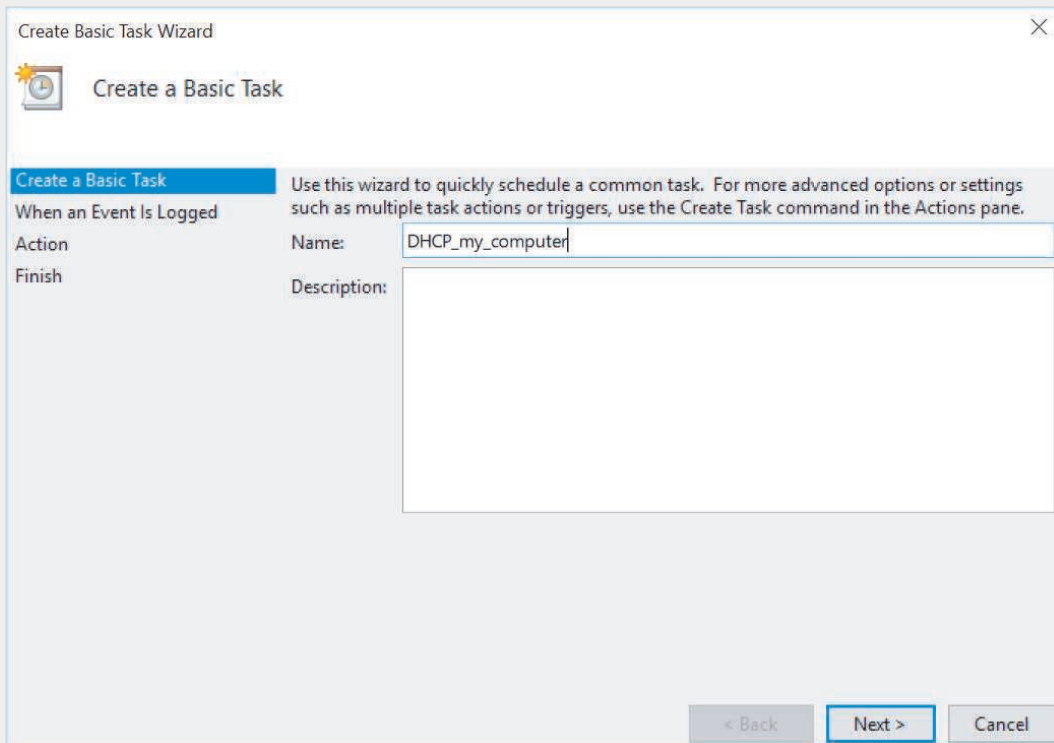 Create Basic Task Wizard
Create a Basic Task
Create a Basic Task
When an Event Is Logged
Action
Finish
Use this wizard to quickly schedule a common task. For more advanced options or settings
such as multiple task actions or triggers, use the Create Task command in the Actions pane.
Name:
DHCP_my_computer
Description:
< Back
Next >
Cancel